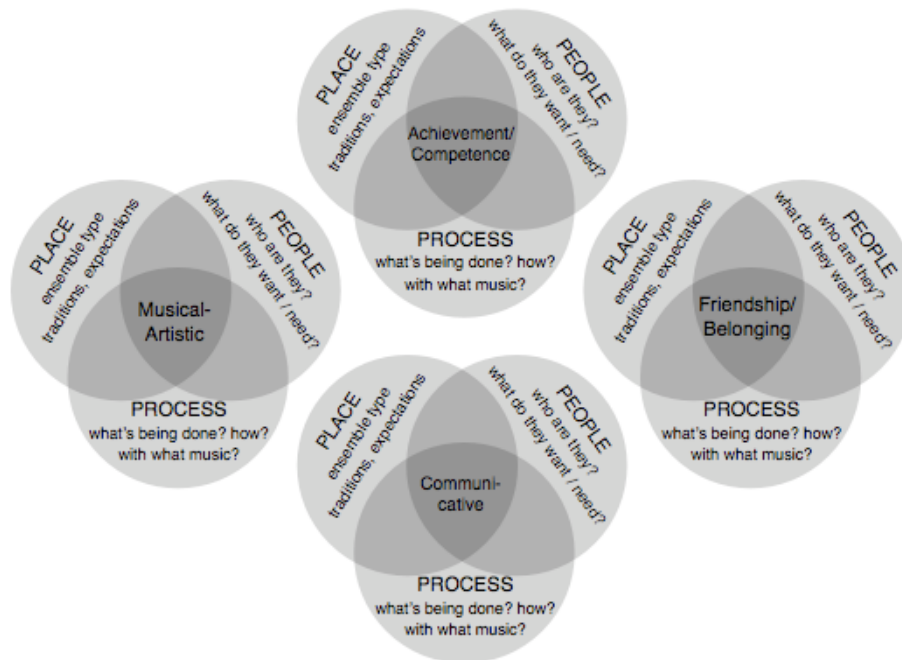 PLACE
ensemble type
traditions, expectations
PEOPLE
who are they?
what do they want / need?
Achievement/
Competence
PROCESS
what's being done? how?
with what music?
PLACE
ensemble type
traditions, expectations
PEOPLE
who are they?
what do they want / need?
Musical-
Artistic
PROCESS
what's being done? how?
with what music?
PLACE
ensemble type
traditions, expectations
PEOPLE
who are they?
what do they want / need?
Friendship/
Belonging
PROCESS
what's being done? how?
with what music?
PLACE
ensemble type
traditions, expectations
PEOPLE
who are they?
what do they want / need?
Communi-
cative
PROCESS
what's being done? how?
with what music?